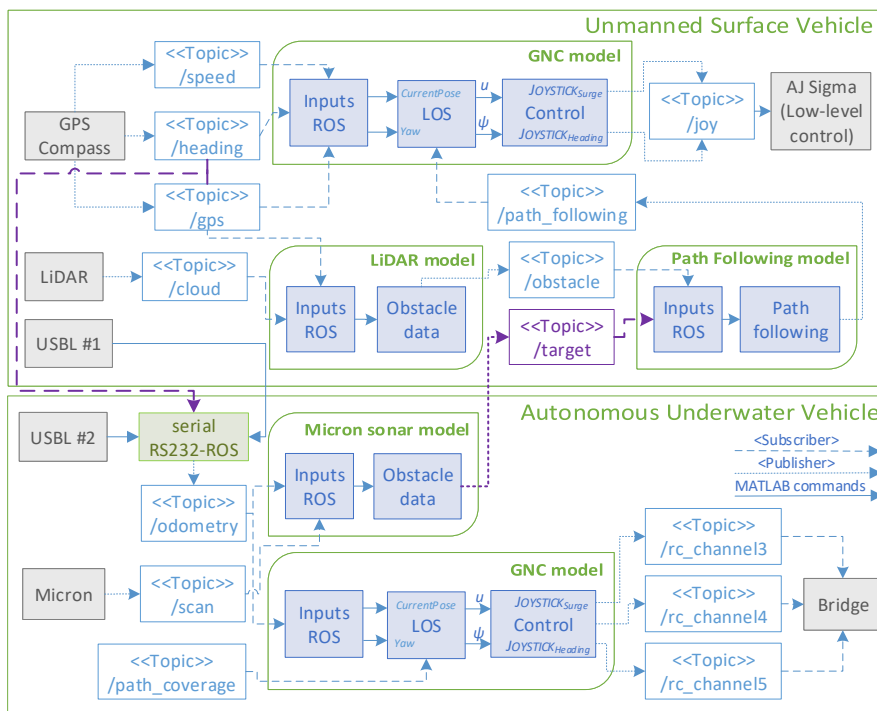 Unmanned Surface Vehicle
GNC model
<<Topic>>
/speed
GPS
Compass
<<Topic>>
/heading
<<Topic>>
/gps
Inputs
ROS
CurrentPose
LOS
Yaw
u
ψ
JOYSTICKSurge
Control
JOYSTICKHeading
<<Topic>>
/joy
AJ Sigma
(Low-level
control)
<<Topic>>
/path_following
LiDAR model
LiDAR
<<Topic>>
/cloud
Inputs
ROS
Obstacle
data
<<Topic>>
/obstacle
<<Topic>>
/target
Path Following model
Inputs
ROS
Path
following
USBL #1
Autonomous Underwater Vehicle
USBL #2
serial
RS232-ROS
<<Topic>>
/odometry
Micron sonar model
Inputs
ROS
Obstacle
data
<Subscriber>
<Publisher>
MATLAB commands
Micron
<<Topic>>
/scan
<<Topic>>
/path_coverage
GNC model
Inputs
ROS
CurrentPose
LOS
Yaw
u
ψ
JOYSTICKSurge
Control
JOYSTICKHeading
<<Topic>>
/rc_channel3
<<Topic>>
/rc_channel4
<<Topic>>
/rc_channel5
Bridge